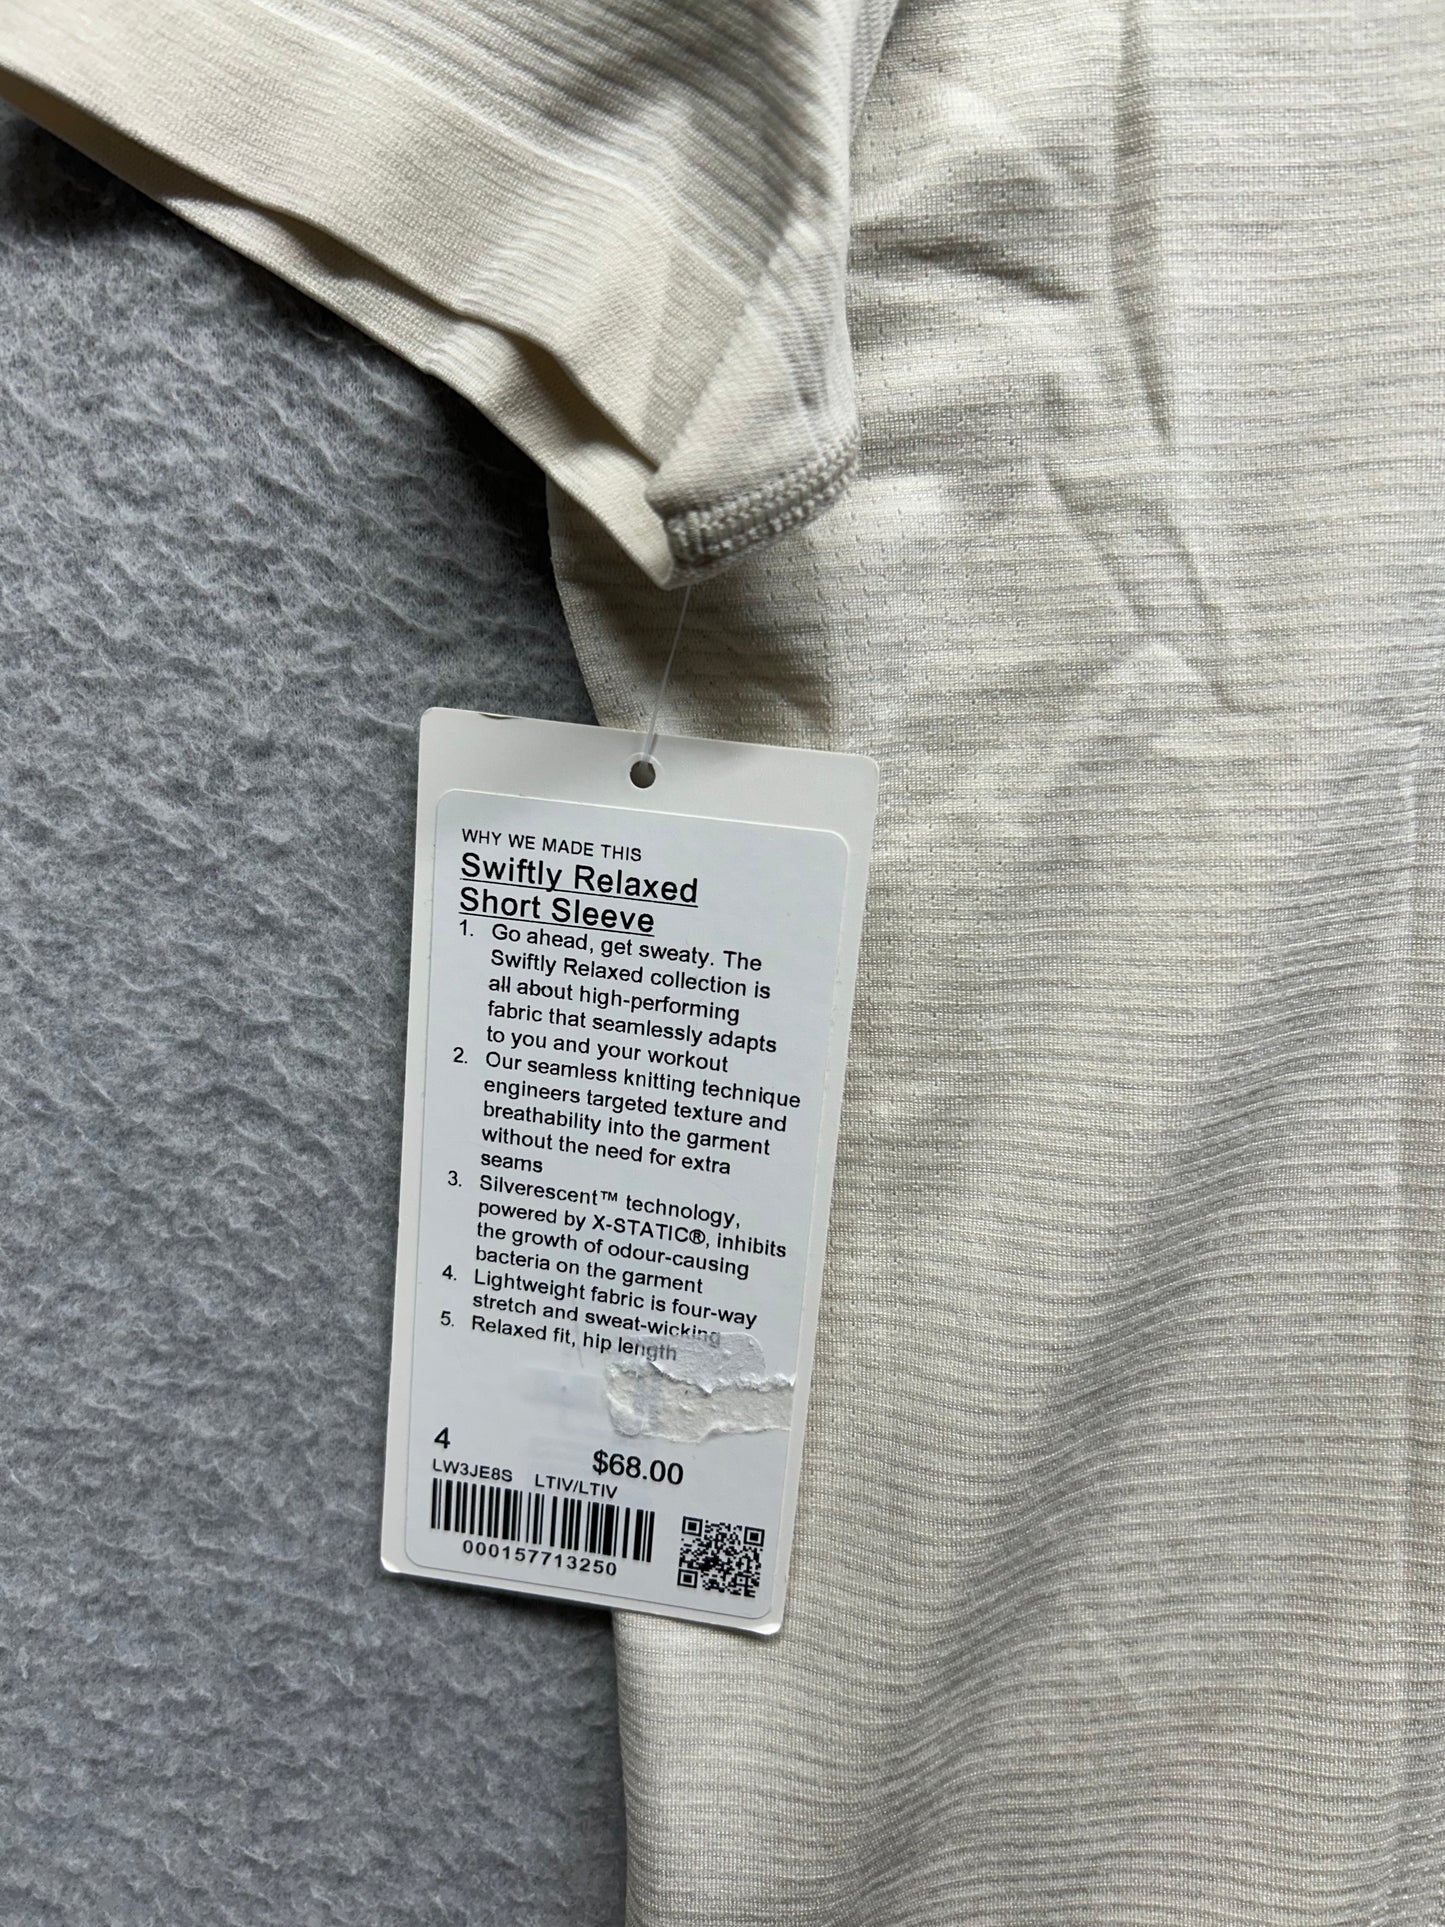 WHY WE MADE THIS
Swiftly Relaxed
Short Sleeve
1. Go ahead, get sweaty. The
Swiftly Relaxed collection is
all about high-performing
fabric that seamlessly adapts
to you and your workout
2. Our seamless knitting technique
engineers targeted texture and
breathability into the garment
without the need for extra
seams
3. Silverescent™ technology,
powered by X-STATIC®, inhibits
the growth of odour-causing
bacteria on the garment
4. Lightweight fabric is four-way
stretch and sweat-wicking
5. Relaxed fit, hip length
4 $68.00
LW3JE8S LTIV/LTIV
000157713250